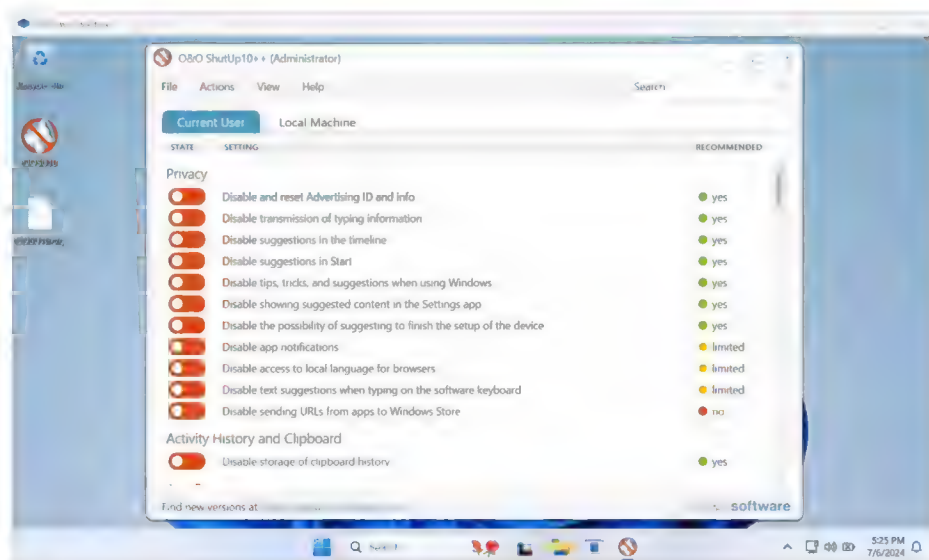 O&O ShutUp10++ (Administrator)
File Actions View Help Search
Current User Local Machine
STATE SETTING RECOMMENDED
Privacy
Disable and reset Advertising ID and info yes
Disable transmission of typing information yes
Disable suggestions in the timeline yes
Disable suggestions in Start yes
Disable tips, tricks, and suggestions when using Windows yes
Disable showing suggested content in the Settings app yes
Disable the possibility of suggesting to finish the setup of the device yes
Disable app notifications limited
Disable access to local language for browsers limited
Disable text suggestions when typing on the software keyboard limited
Disable sending URLs from apps to Windows Store no
Activity History and Clipboard
Disable storage of clipboard history yes
Find new versions at
software
5:25 PM
7/6/2024